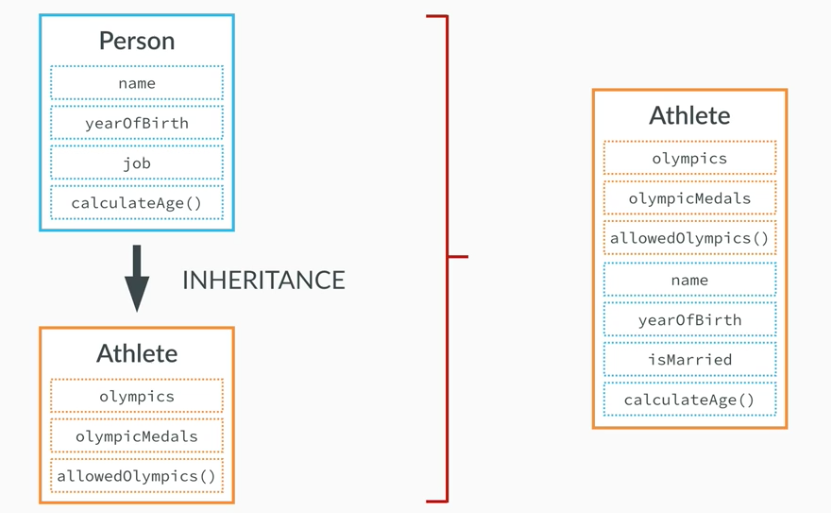 Person
name
yearOfBirth
job
calculateAge()
INHERITANCE
Athlete
olympics
olympicMedals
allowedOlympics()
Athlete
olympics
olympicMedals
allowedOlympics()
name
yearOfBirth
isMarried
calculateAge()